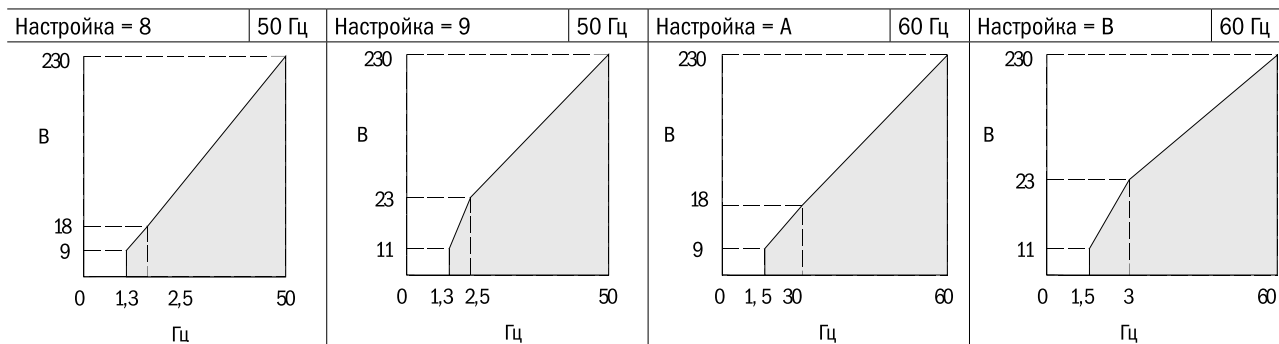 Настройка = 8 50 Гц
230
В
18
9
0 1,3 2,5 50
Гц
Настройка = 9 50 Гц
230
В
23
11
0 1,3 2,5 50
Гц
Настройка = А 60 Гц
230
В
18
9
0 1,5 30 60
Гц
Настройка = В 60 Гц
230
В
23
11
0 1,5 3 60
Гц